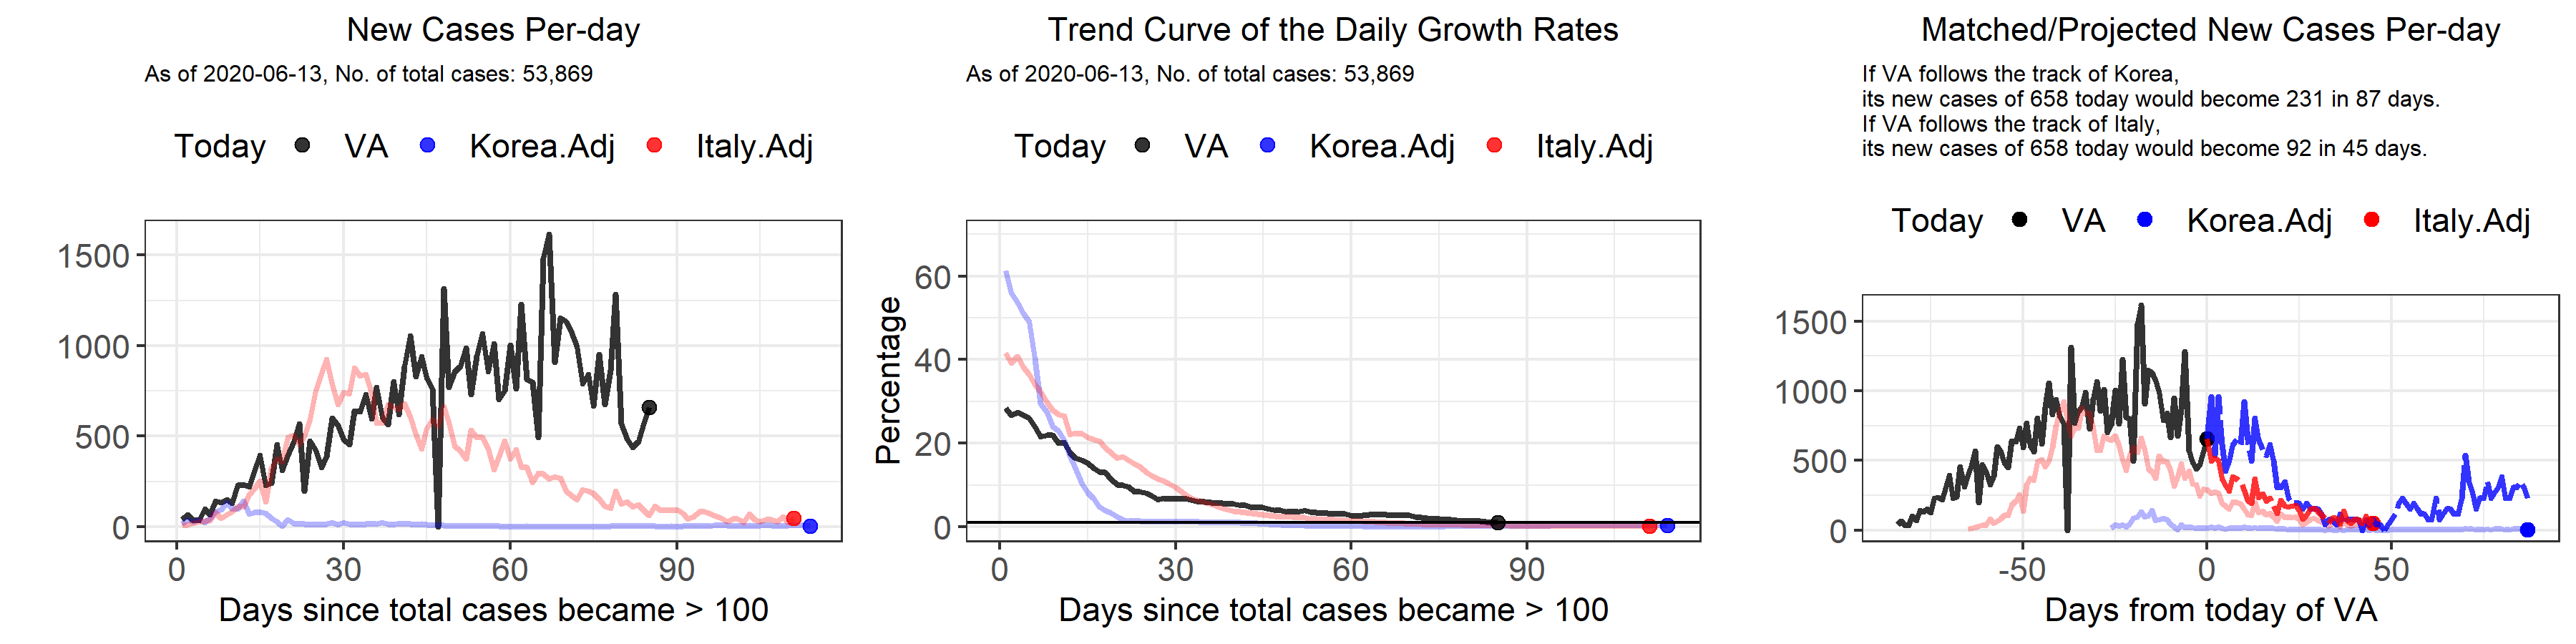 New Cases Per-day
As of 2020-06-13, No. of total cases: 53,869
Today VA Korea.Adj Italy.Adj
1500
1000
500
0
0 30 60 90
Days since total cases became > 100
Trend Curve of the Daily Growth Rates
As of 2020-06-13, No. of total cases: 53,869
Today VA Korea.Adj Italy.Adj
Percentage
60
40
20
0
0 30 60 90
Days since total cases became > 100
Matched/Projected New Cases Per-day
If VA follows the track of Korea,
its new cases of 658 today would become 231 in 87 days.
If VA follows the track of Italy,
its new cases of 658 today would become 92 in 45 days.
Today VA Korea.Adj Italy.Adj
1500
1000
500
0
-50 0 50
Days from today of VA